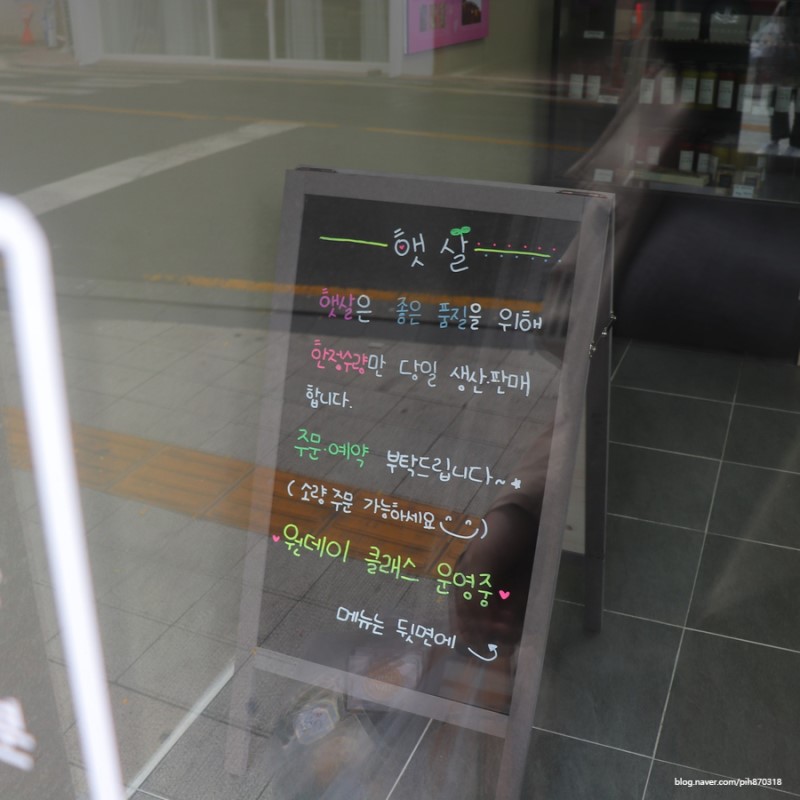 햇살
햇살은 좋은 품질을 위해
한정수량만 당일 생산·판매
합니다.
주문·예약 부탁드립니다~*
(소량 주문 가능하세요^^)
♥원데이 클래스 운영중♥
메뉴는 뒷면에
blog.naver.com/pih870318